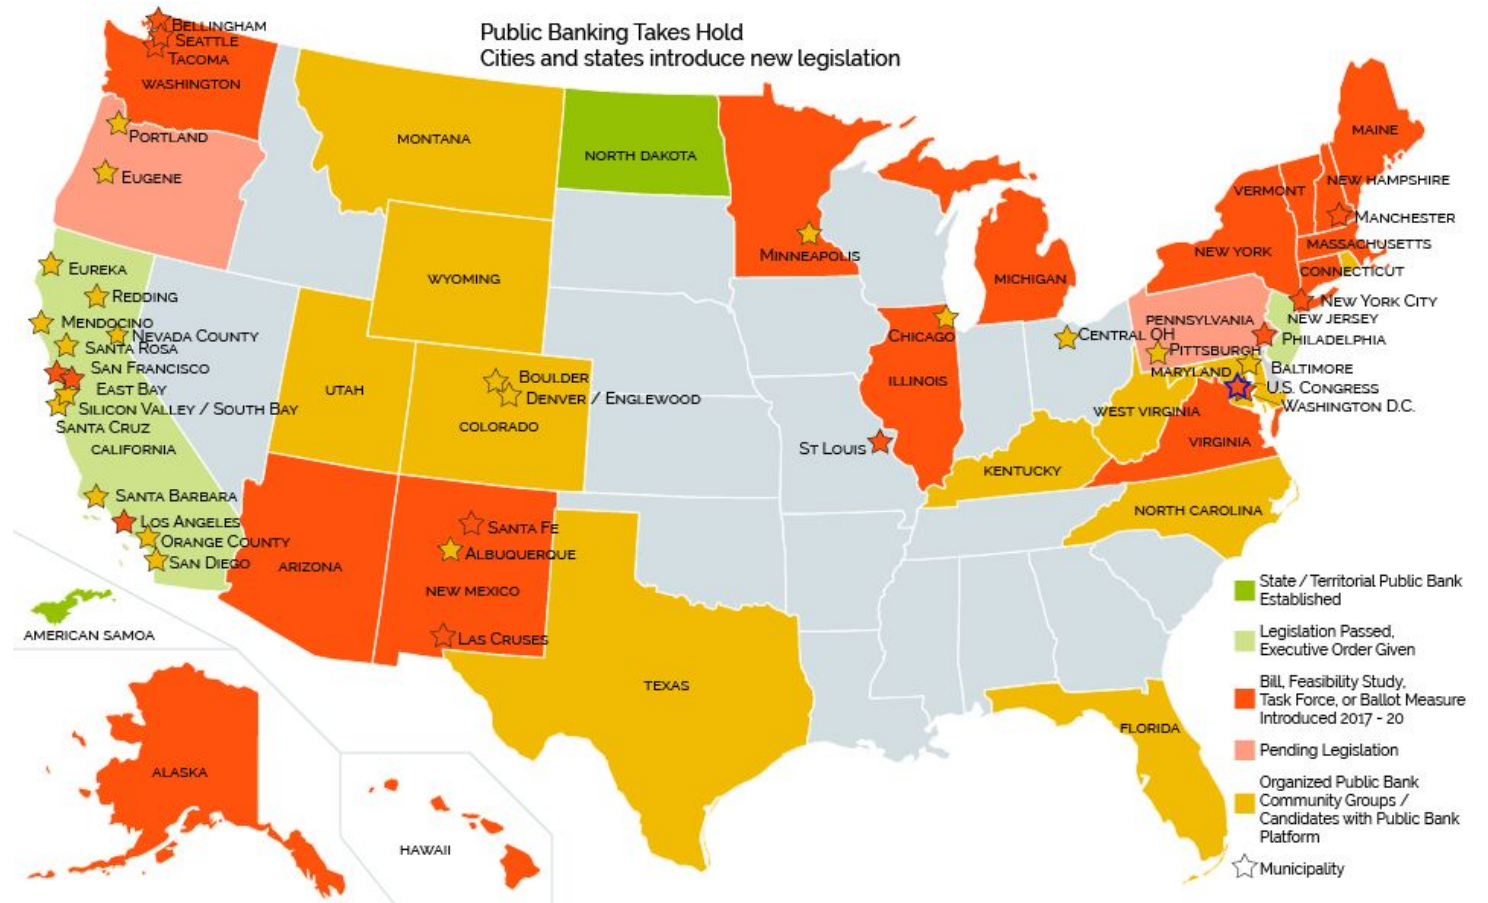 Public Banking Takes Hold
Cities and states introduce new legislation
BELLINGHAM
SEATTLE
TACOMA
WASHINGTON
PORTLAND
EUGENE
MONTANA
NORTH DAKOTA
MINNEAPOLIS
WYOMING
MICHIGAN
MAINE
VERMONT
NEW HAMPSHIRE
MANCHESTER
NEW YORK
MASSACHUSETTS
CONNECTICUT
NEW YORK CITY
NEW JERSEY
PENNSYLVANIA
PHILADELPHIA
PITTSBURGH
CENTRAL OH
MARYLAND
BALTIMORE
U.S. CONGRESS
WASHINGTON D.C.
WEST VIRGINIA
VIRGINIA
KENTUCKY
NORTH CAROLINA
CHICAGO
ILLINOIS
ST LOUIS
EUREKA
REDDING
MENDOCINO
NEVADA COUNTY
SANTA ROSA
SAN FRANCISCO
EAST BAY
SILICON VALLEY / SOUTH BAY
SANTA CRUZ
CALIFORNIA
SANTA BARBARA
LOS ANGELES
ORANGE COUNTY
SAN DIEGO
UTAH
BOULDER
DENVER / ENGLEWOOD
COLORADO
ARIZONA
SANTA FE
ALBUQUERQUE
NEW MEXICO
LAS CRUSES
TEXAS
FLORIDA
AMERICAN SAMOA
ALASKA
HAWAII
State / Territorial Public Bank
Established
Legislation Passed,
Executive Order Given
Bill, Feasibility Study,
Task Force, or Ballot Measure
Introduced 2017 - 20
Pending Legislation
Organized Public Bank
Community Groups /
Candidates with Public Bank
Platform
Municipality